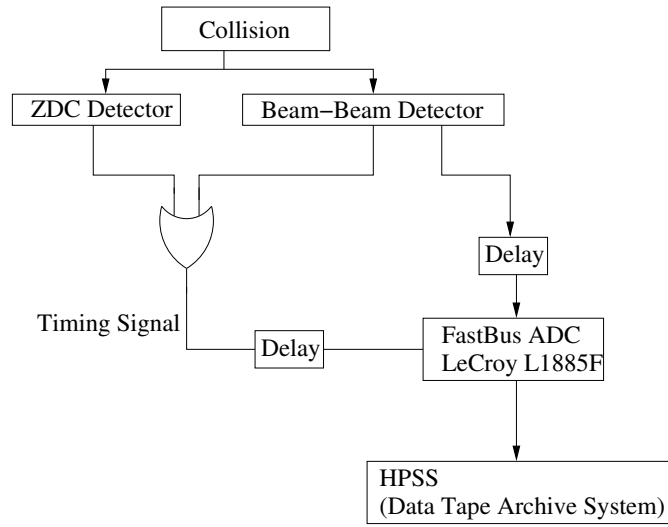 Collision
ZDC Detector
Beam−Beam Detector
Delay
Timing Signal
Delay
FastBus ADC
LeCroy L1885F
HPSS
(Data Tape Archive System)